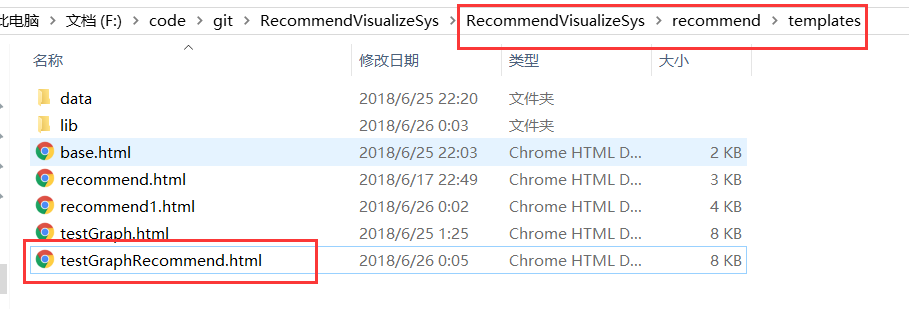 比电脑 › 文档 (F:) › code › git › RecommendVisualizeSys › RecommendVisualizeSys › recommend › templates
名称 修改日期 类型 大小
data 2018/6/25 22:20 文件夹
lib 2018/6/26 0:03 文件夹
base.html 2018/6/25 22:03 Chrome HTML D... 2 KB
recommend.html 2018/6/17 22:49 Chrome HTML D... 3 KB
recommend1.html 2018/6/26 0:02 Chrome HTML D... 4 KB
testGraph.html 2018/6/25 1:25 Chrome HTML D... 8 KB
testGraphRecommend.html 2018/6/26 0:05 Chrome HTML D... 8 KB